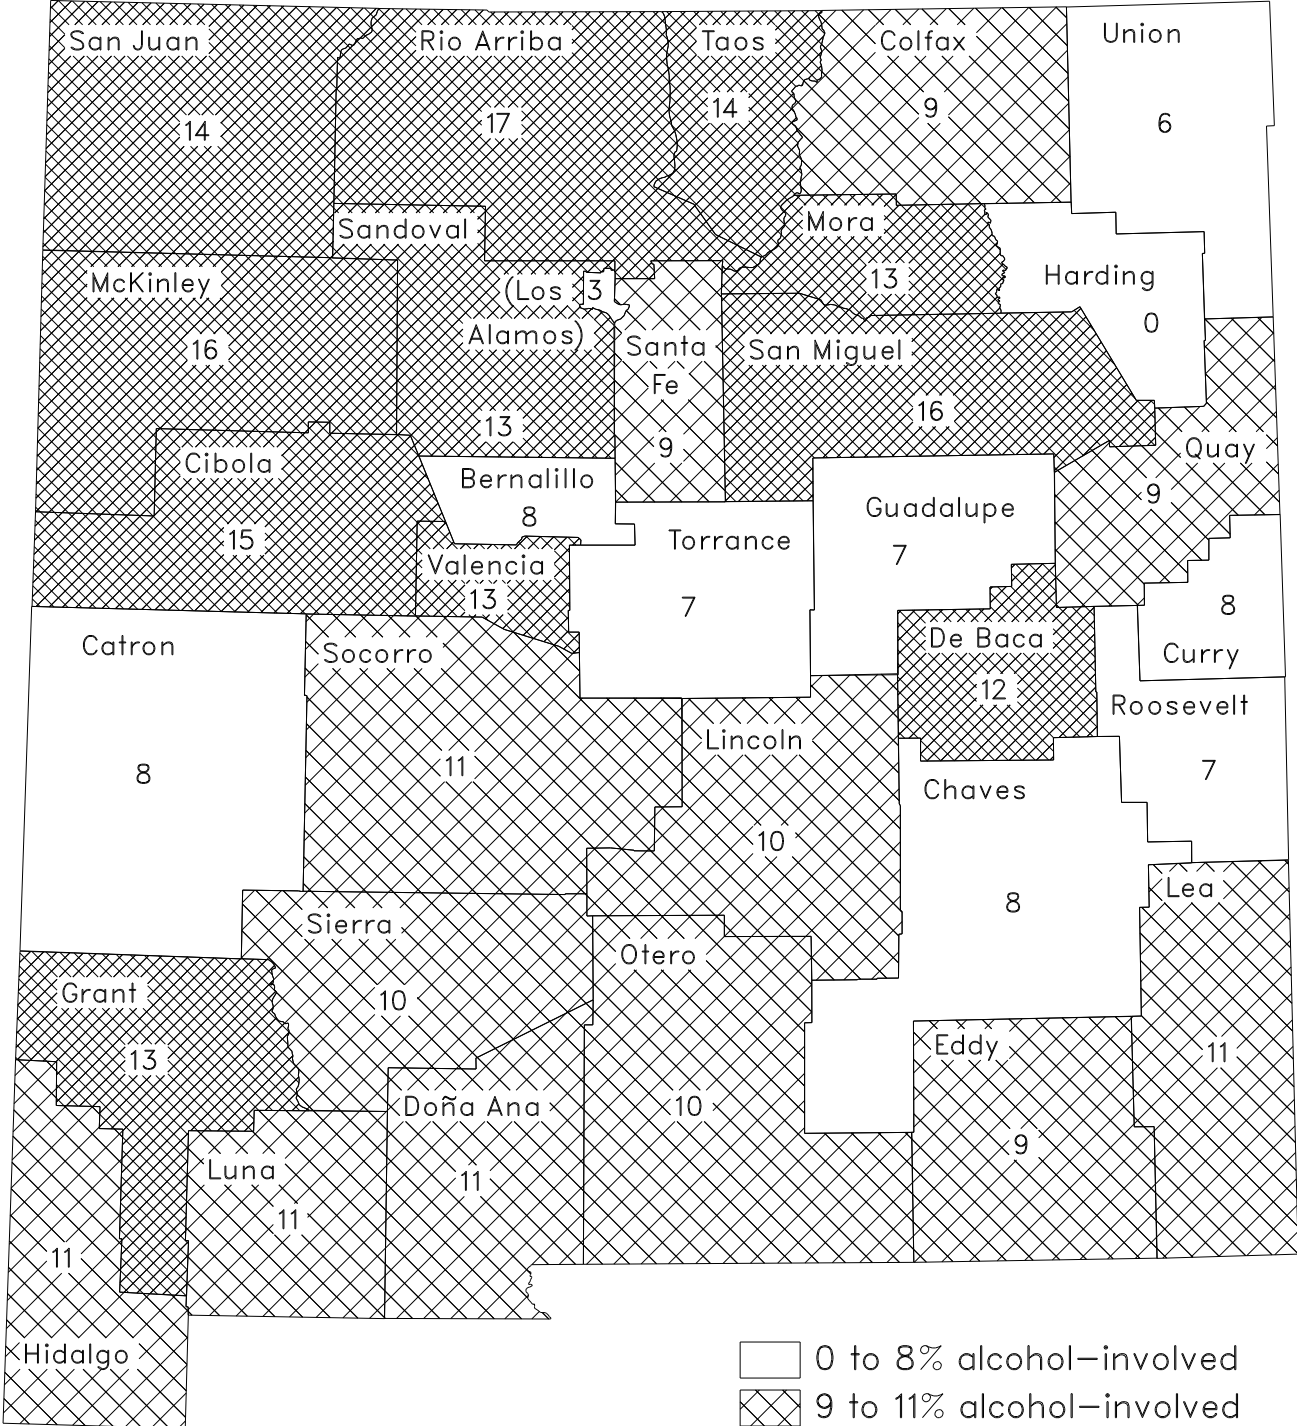 San Juan
14
Rio Arriba
17
Taos
14
Colfax
9
Union
6
Sandoval
(Los
3
Alamos)
13
Mora
13
Harding
0
McKinley
16
Santa
Fe
9
San Miguel
16
Quay
9
Cibola
15
Bernalillo
8
Valencia
13
Torrance
7
Guadalupe
7
De Baca
12
8
Curry
Roosevelt
7
Catron
8
Socorro
11
Lincoln
10
Chaves
8
Lea
11
Sierra
10
Otero
10
Grant
13
Eddy
9
Doña Ana
11
Luna
11
11
Hidalgo
0 to 8% alcohol-involved
9 to 11% alcohol-involved